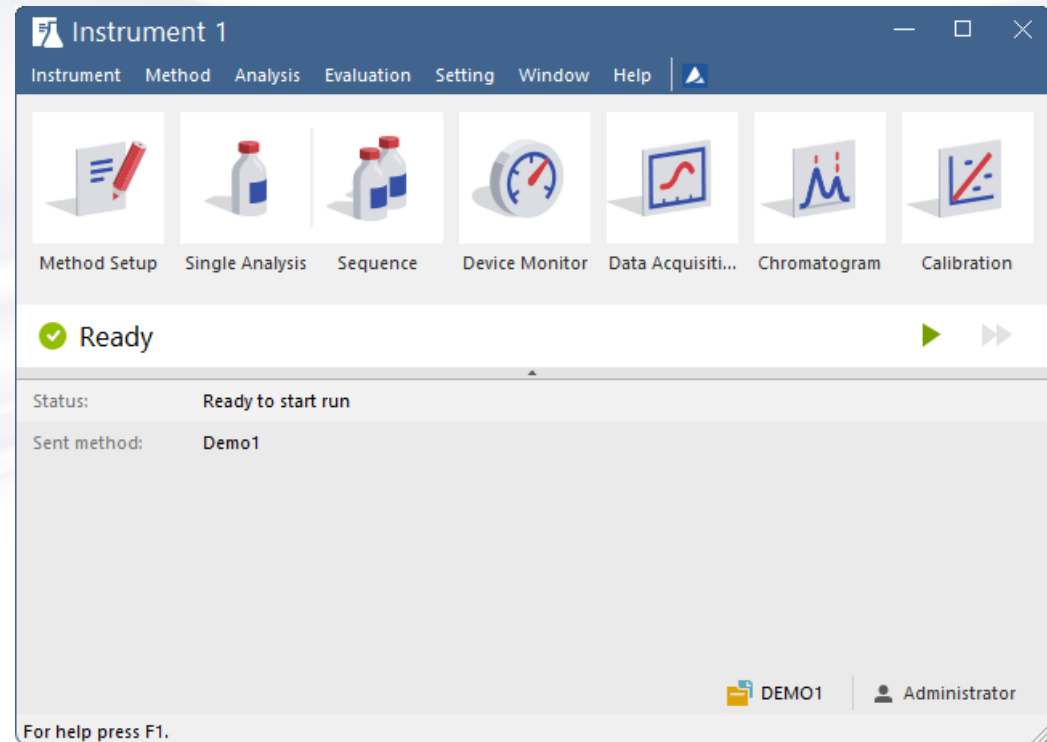 Instrument 1
Instrument Method Analysis Evaluation Setting Window Help
Method Setup Single Analysis Sequence Device Monitor Data Acquisiti... Chromatogram Calibration
Ready
Status: Ready to start run
Sent method: Demo1
DEMO1 Administrator
For help press F1.